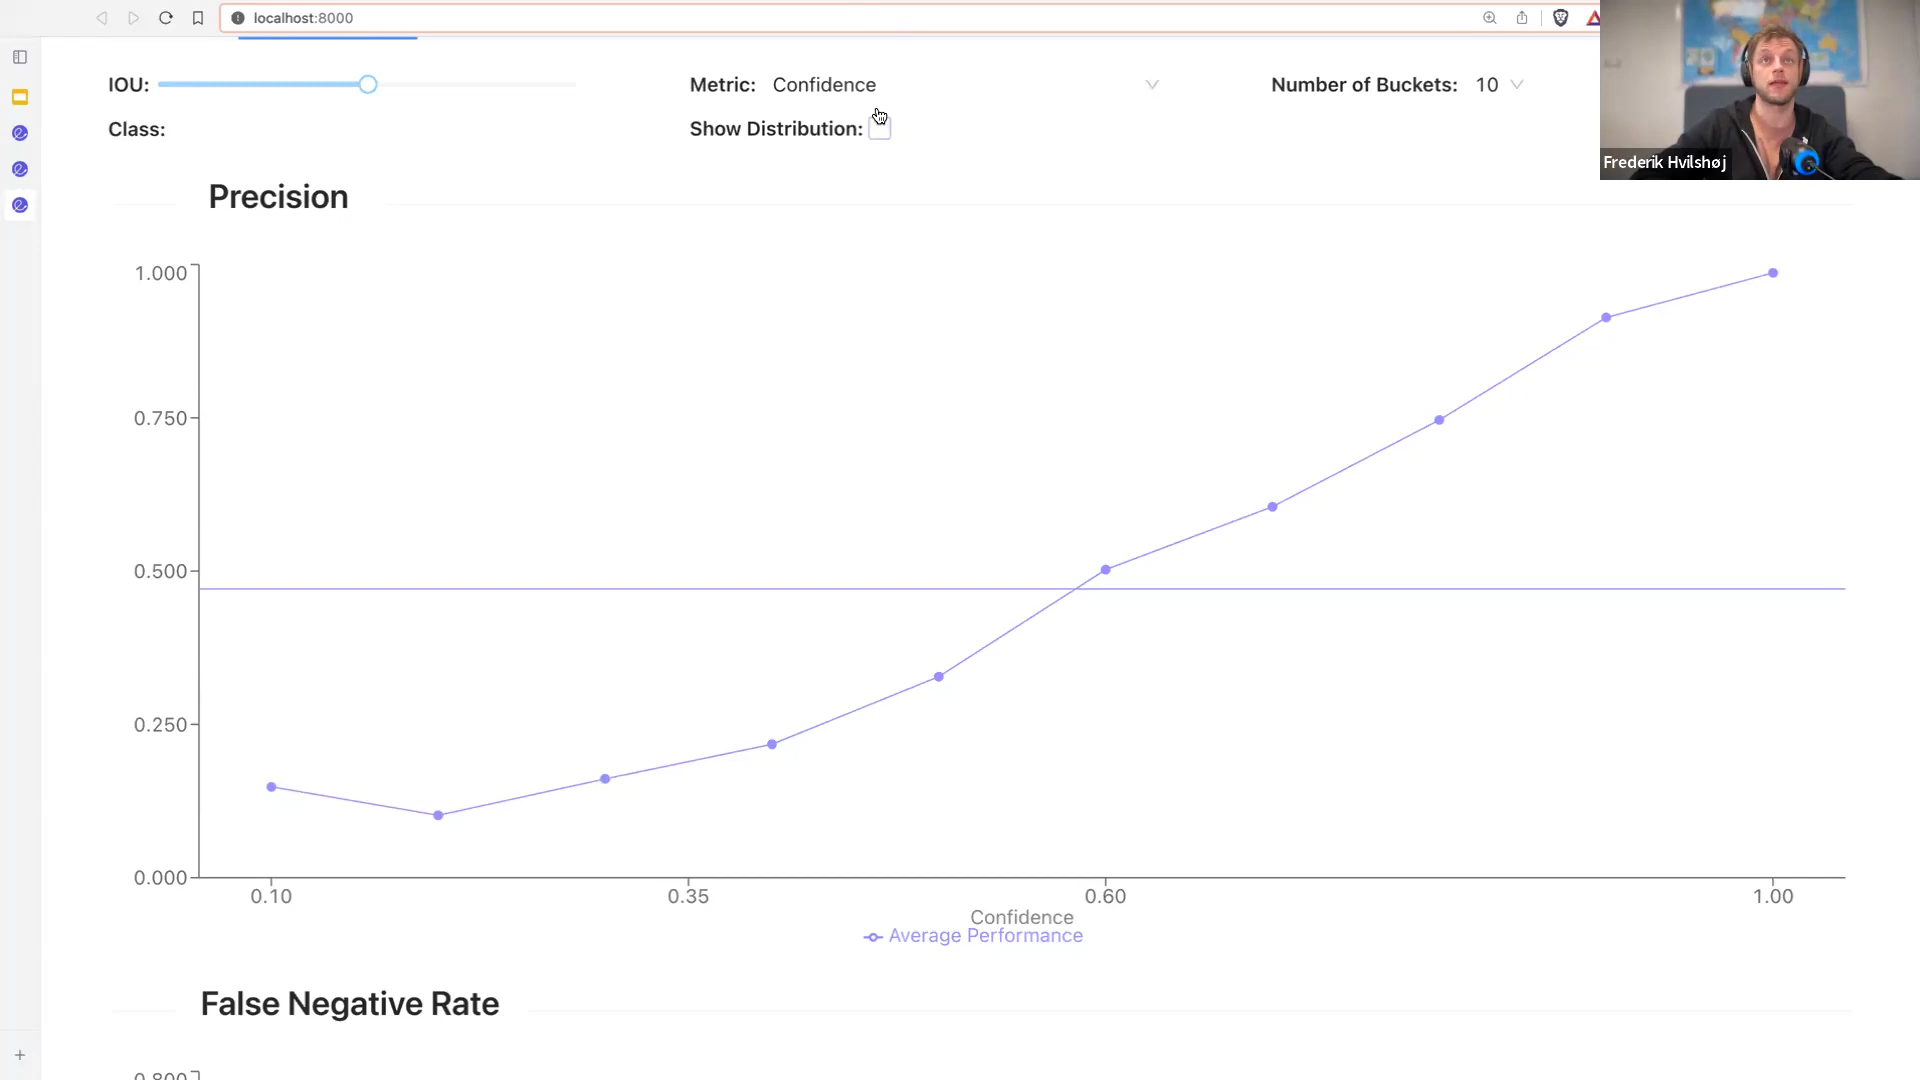 localhost:8000
IOU:
Metric: Confidence
Number of Buckets: 10
Class:
Show Distribution:
Frederik Hvilshøj
Precision
1.000
0.750
0.500
0.250
0.000
0.10 0.35 0.60 1.00
Confidence
Average Performance
False Negative Rate
0.800